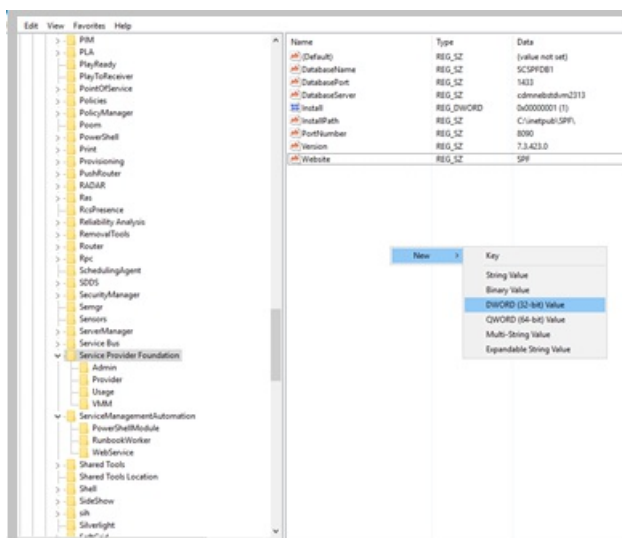 Edit View Favorites Help
PIM
PLA
PlayReady
PlayToReceiver
PointOfService
Policies
PolicyManager
Poom
PowerShell
Print
Provisioning
PushRouter
RADAR
Ras
RcsPresence
Reliability Analysis
RemovalTools
Router
Rpc
SchedulingAgent
SDDS
SecurityManager
Semgr
Sensors
ServerManager
Service Bus
Service Provider Foundation
Admin
Provider
Usage
VMM
ServiceManagementAutomation
PowerShellModule
RunbookWorker
WebService
Shared Tools
Shared Tools Location
Shell
SideShow
sih
Silverlight
SoftGrid
Name Type Data
(Default) REG_SZ (value not set)
DatabaseName REG_SZ SCSPFDB1
DatabasePort REG_SZ 1433
DatabaseServer REG_SZ cdmnebstdvm2313
Install REG_DWORD 0x00000001 (1)
InstallPath REG_SZ C:\inetpub\SPF\
PortNumber REG_SZ 8090
Version REG_SZ 7.3.423.0
Website REG_SZ SPF
New
Key
String Value
Binary Value
DWORD (32-bit) Value
QWORD (64-bit) Value
Multi-String Value
Expandable String Value